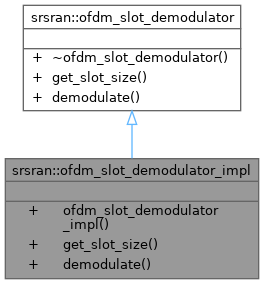 srsran::ofdm_slot_demodulator
+ ~ofdm_slot_demodulator()
+ get_slot_size()
+ demodulate()
srsran::ofdm_slot_demodulator_impl
+ ofdm_slot_demodulator
_impl()
+ get_slot_size()
+ demodulate()